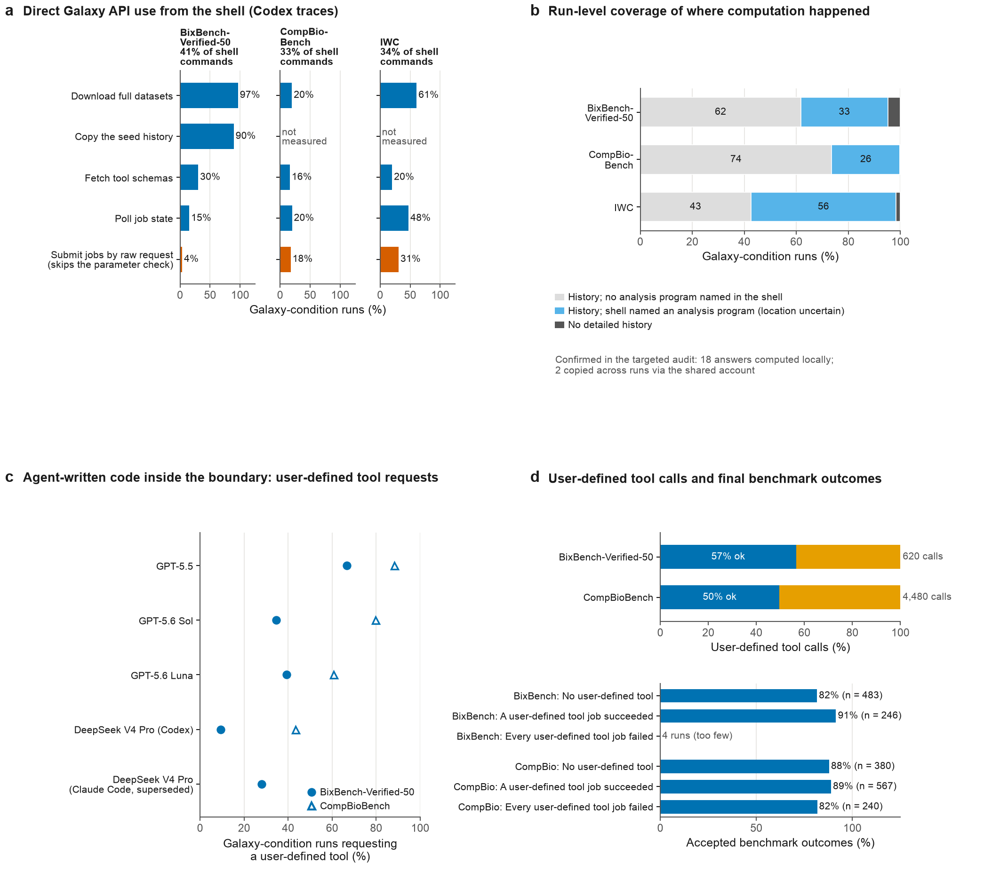 a Direct Galaxy API use from the shell (Codex traces)
BixBench-
Verified-50
41% of shell
commands
CompBio-
Bench
33% of shell
commands
IWC
34% of shell
commands
Download full datasets
97%
20%
61%
Copy the seed history
90%
not
measured
not
measured
Fetch tool schemas
30%
16%
20%
Poll job state
15%
20%
48%
Submit jobs by raw request
(skips the parameter check)
4%
18%
31%
0 50 100
0 50 100
0 50 100
Galaxy-condition runs (%)
b Run-level coverage of where computation happened
BixBench-
Verified-50
62
33
CompBio-
Bench
74
26
IWC
43
56
0 20 40 60 80 100
Galaxy-condition runs (%)
History; no analysis program named in the shell
History; shell named an analysis program (location uncertain)
No detailed history
Confirmed in the targeted audit: 18 answers computed locally;
2 copied across runs via the shared account
c Agent-written code inside the boundary: user-defined tool requests
GPT-5.5
GPT-5.6 Sol
GPT-5.6 Luna
DeepSeek V4 Pro (Codex)
DeepSeek V4 Pro
(Claude Code, superseded)
BixBench-Verified-50
CompBioBench
0 20 40 60 80 100
Galaxy-condition runs requesting
a user-defined tool (%)
d User-defined tool calls and final benchmark outcomes
BixBench-Verified-50
57% ok
620 calls
CompBioBench
50% ok
4,480 calls
0 20 40 60 80 100
User-defined tool calls (%)
BixBench: No user-defined tool
82% (n = 483)
BixBench: A user-defined tool job succeeded
91% (n = 246)
BixBench: Every user-defined tool job failed
4 runs (too few)
CompBio: No user-defined tool
88% (n = 380)
CompBio: A user-defined tool job succeeded
89% (n = 567)
CompBio: Every user-defined tool job failed
82% (n = 240)
0 50 100
Accepted benchmark outcomes (%)